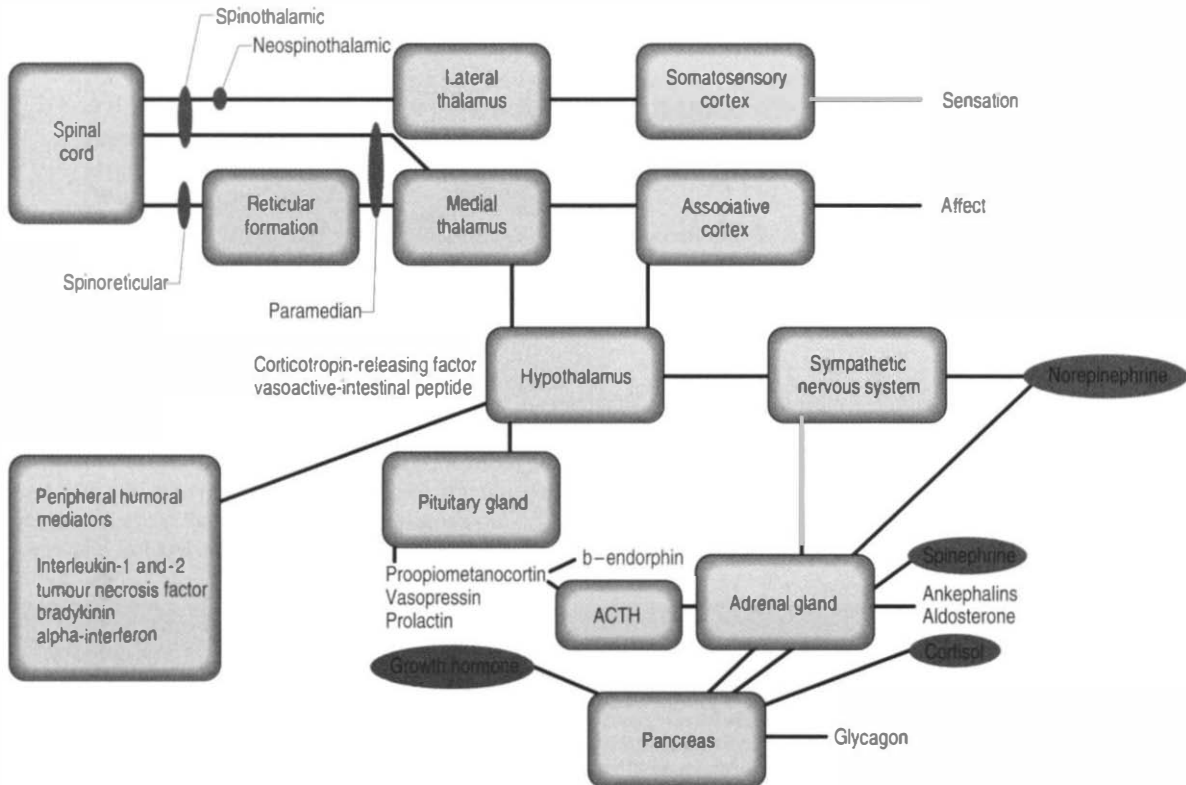 Spinothalamic
Neospinothalamic
Spinal
cord
Lateral
thalamus
Somatosensory
cortex
Sensation
Reticular
formation
Medial
thalamus
Associative
cortex
Affect
Spinoreticular
Paramedian
Corticotropin-releasing factor
vasoactive-intestinal peptide
Hypothalamus
Sympathetic
nervous system
Norepinephrine
Peripheral humoral
mediators
Interleukin-1 and-2
tumour necrosis factor
bradykinin
alpha-interferon
Pituitary gland
Proopiometanocortin
Vasopressin
Prolactin
b–endorphin
ACTH
Adrenal gland
Spinephrine
Ankephalins
Aldosterone
Cortisol
Growth hormone
Pancreas
Glycagon